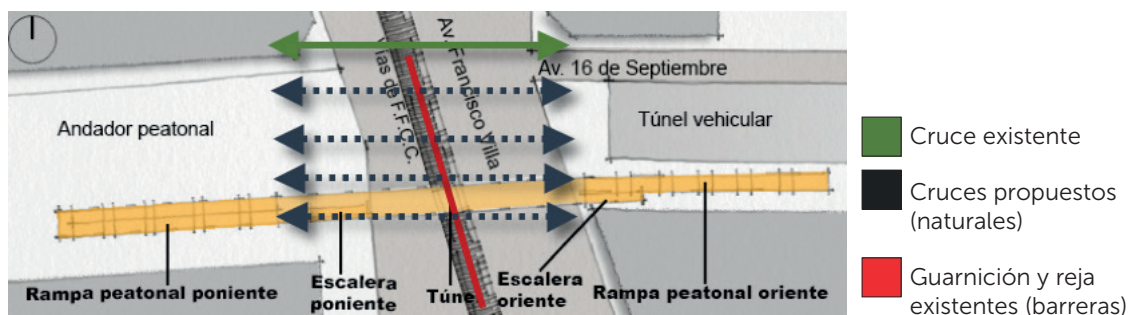 Av. 16 de Septiembre
Vías de F.F.C.C.
Av. Francisco Villa
Andador peatonal
Túnel vehicular
Rampa peatonal poniente
Escalera
poniente
Túne
Escalera
oriente
Rampa peatonal oriente
Cruce existente
Cruces propuestos
(naturales)
Guarnición y reja
existentes (barreras)